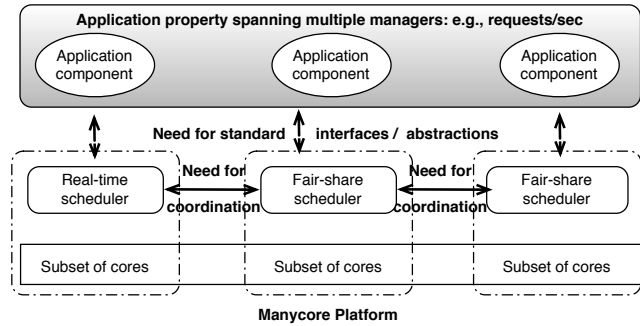 Application property spanning multiple managers: e.g., requests/sec
Application component
Application component
Application component
Need for standard interfaces / abstractions
Real-time scheduler
Need for coordination
Fair-share scheduler
Need for coordination
Fair-share scheduler
Subset of cores
Subset of cores
Subset of cores
Manycore Platform